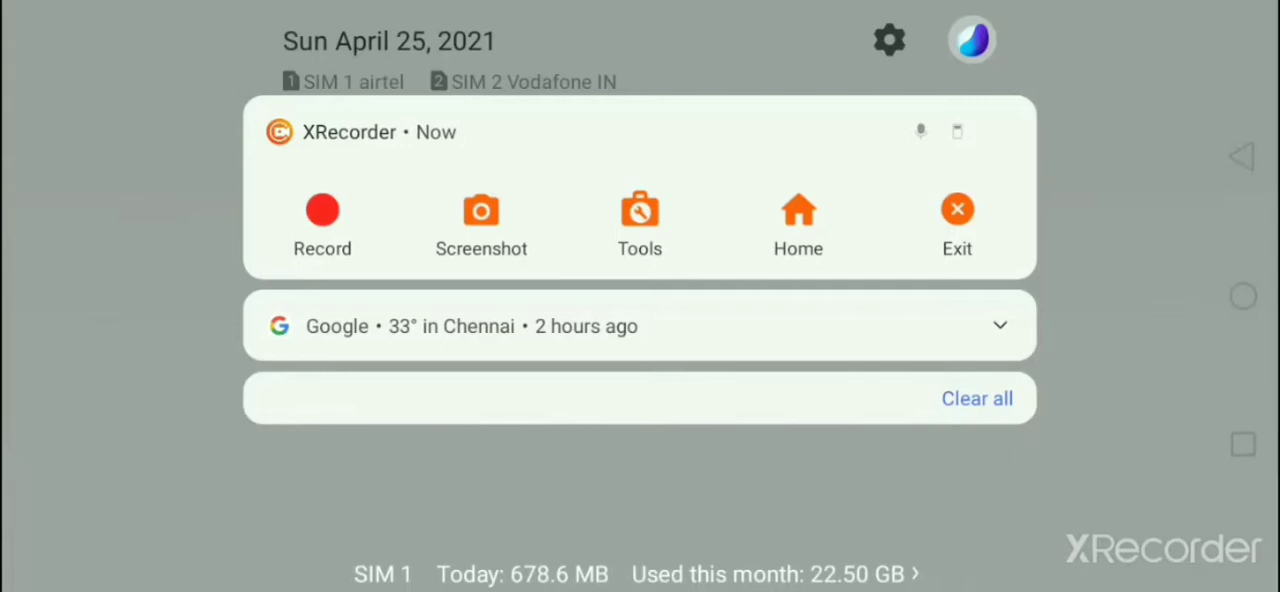 Sun April 25, 2021
1 SIM 1 airtel 2 SIM 2 Vodafone IN
XRecorder • Now
Record Screenshot Tools Home Exit
Google • 33° in Chennai • 2 hours ago
Clear all
XRecorder
SIM 1 Today: 678.6 MB Used this month: 22.50 GB ›